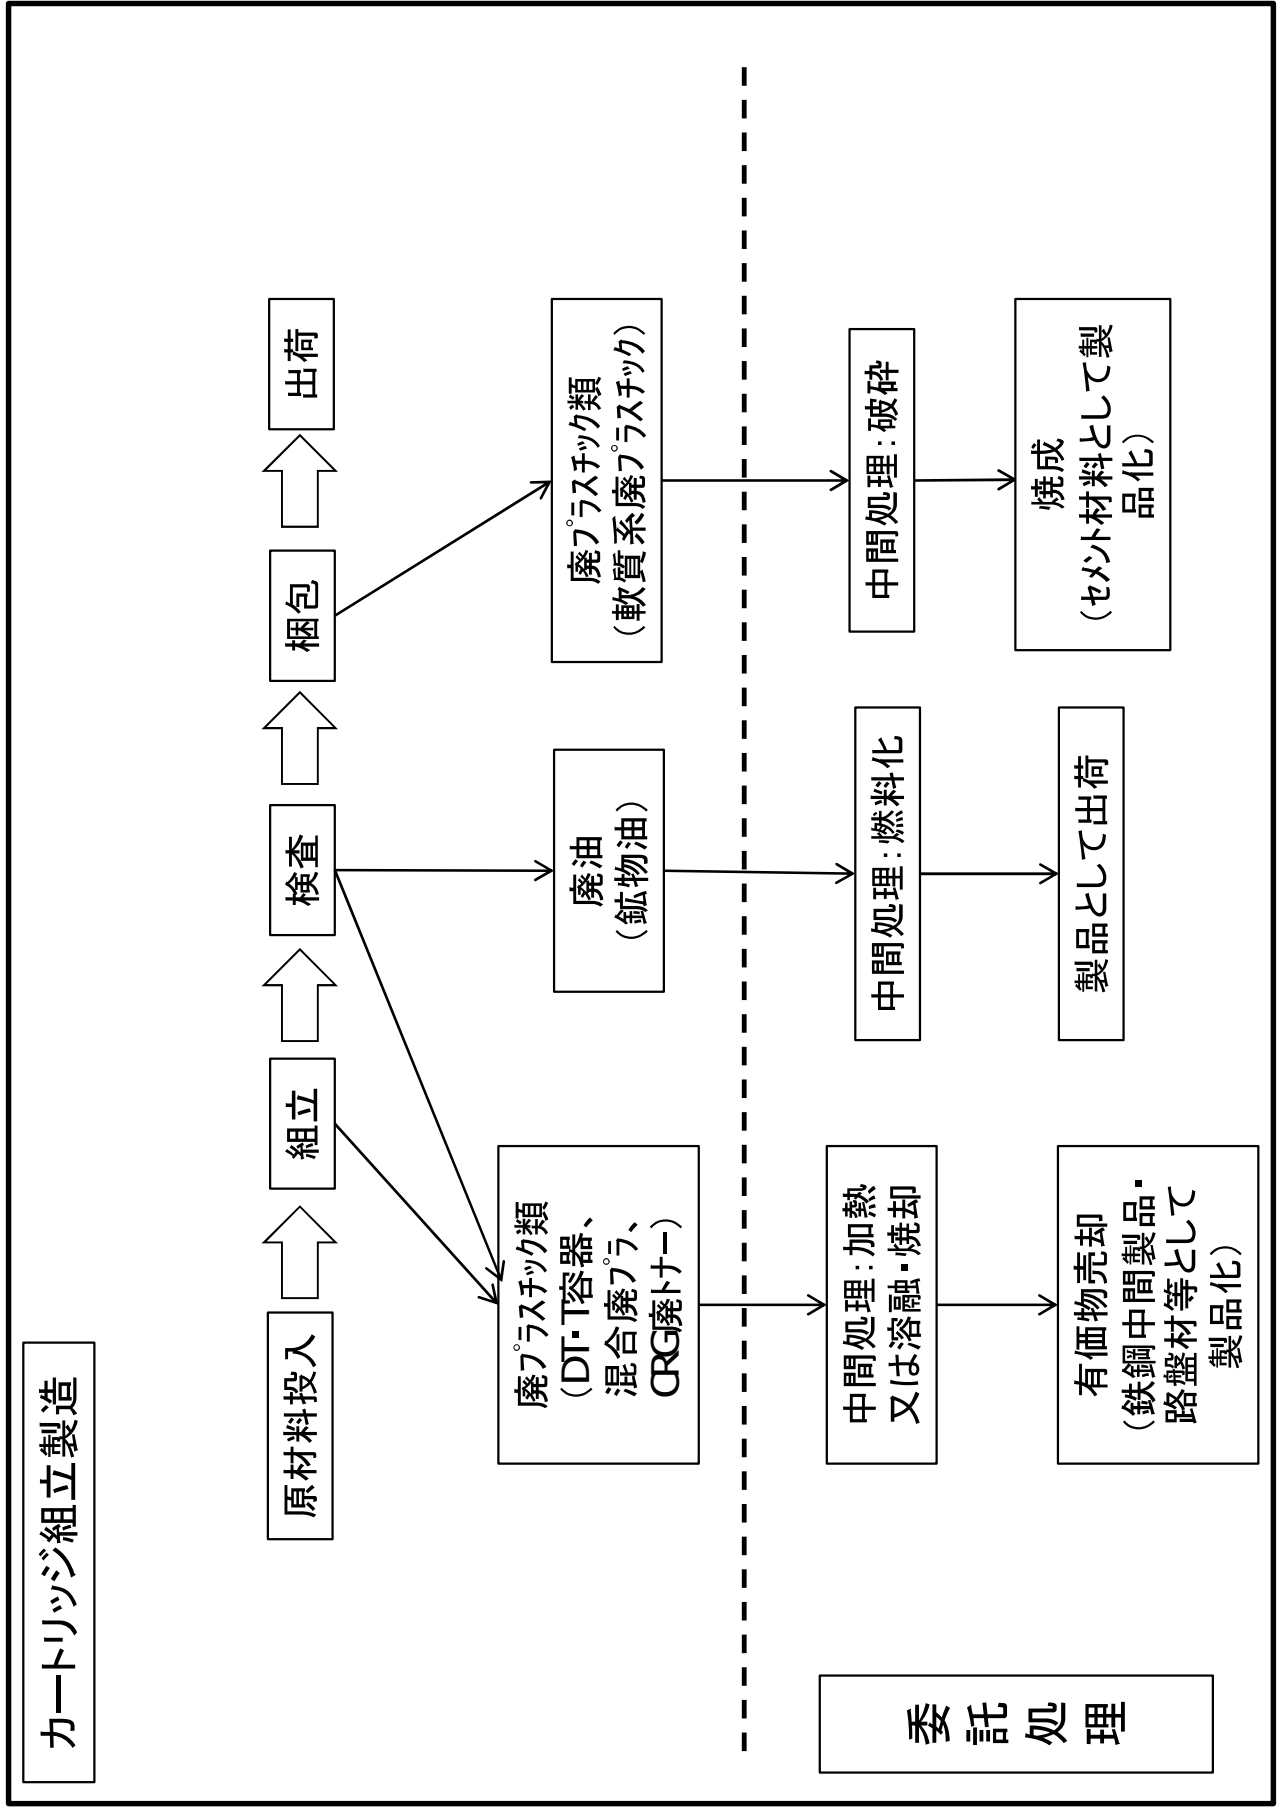 カートリッジ組立製造
原材料投入
組立
検査
梱包
出荷
廃プラスチック類
(DT・T容器、
混合廃プラ、
CRG廃トナー)
廃油
(鉱物油)
廃プラスチック類
(軟質系廃プラスチック)
委託処理
中間処理:加熱
又は溶融・焼却
中間処理:燃料化
中間処理:破砕
有価物売却
(鉄鋼中間製品・
路盤材等として
製品化)
製品として出荷
焼成
(セメント材料として製
品化)